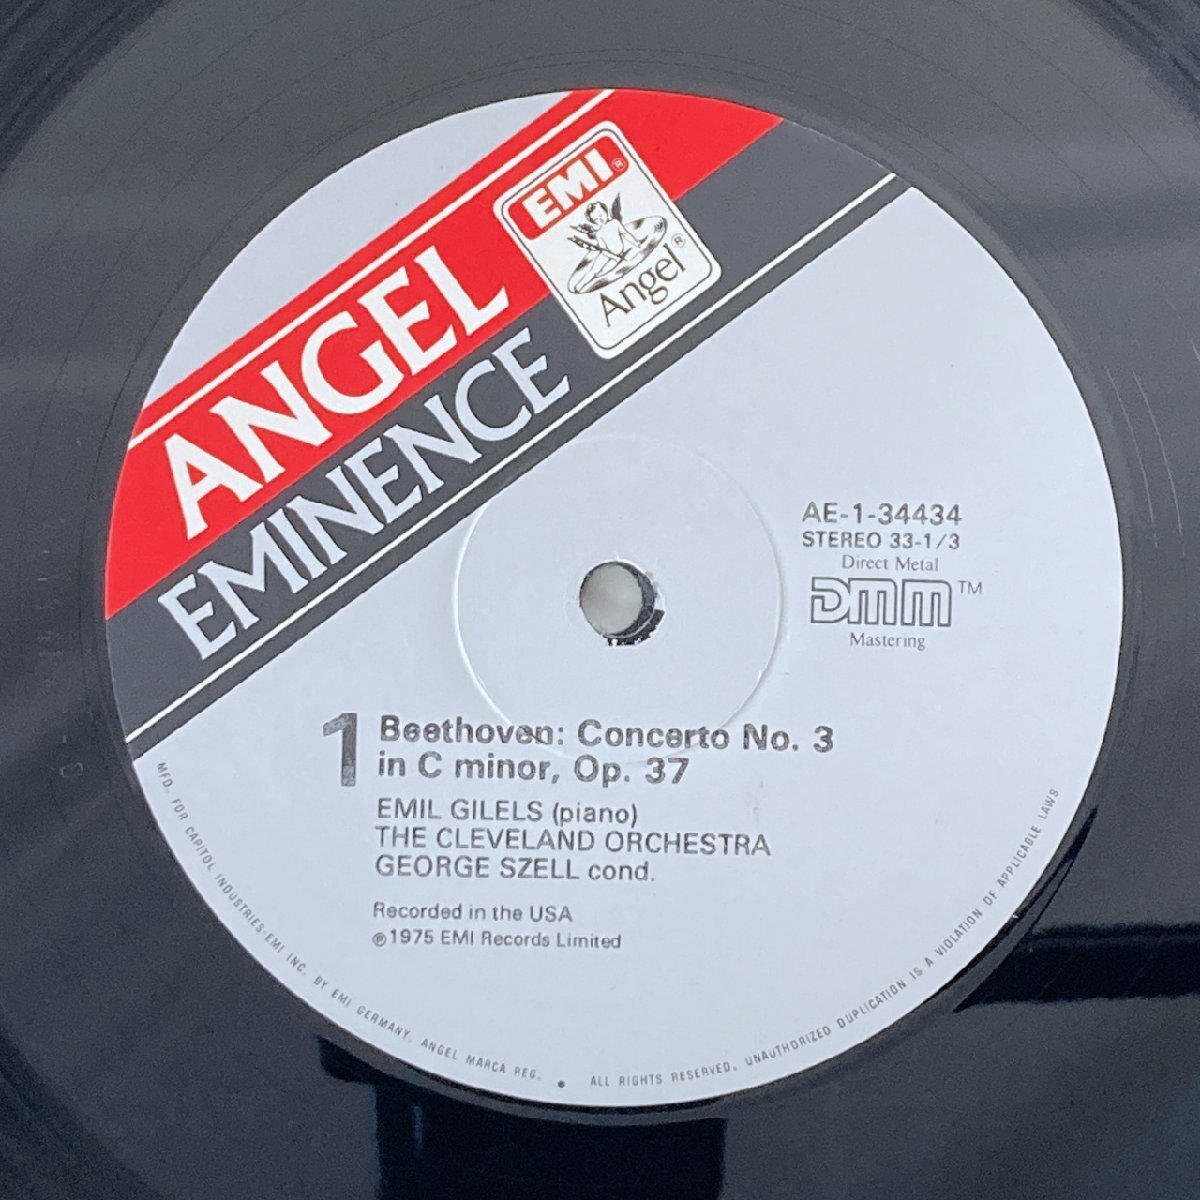 ANGEL
EMINENCE
EMI®
Angel®
AE-1-34434
STEREO 33-1/3
Direct Metal
DMM™
Mastering
1
Beethoven: Concerto No. 3
in C minor, Op. 37
EMIL GILELS (piano)
THE CLEVELAND ORCHESTRA
GEORGE SZELL cond.
Recorded in the USA
℗1975 EMI Records Limited
MFD. FOR CAPITOL INDUSTRIES-EMI INC. BY EMI GERMANY. ANGEL MARCA REG. • ALL RIGHTS RESERVED. UNAUTHORIZED DUPLICATION IS A VIOLATION OF APPLICABLE LAWS